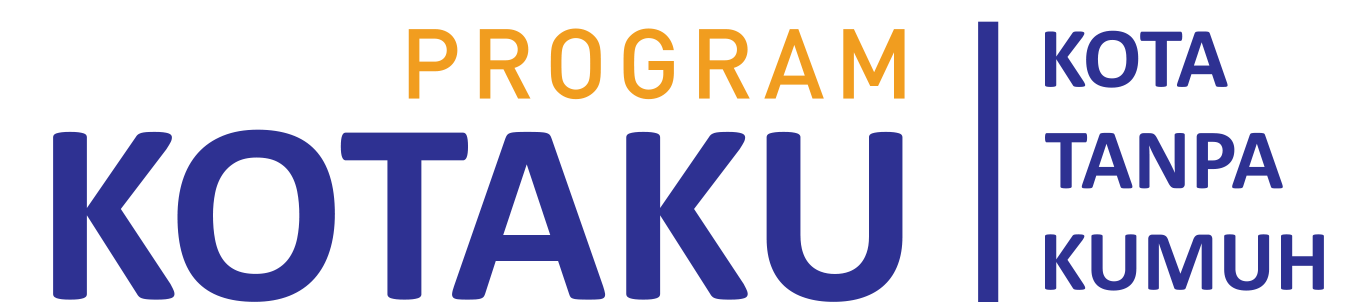 PROGRAM
KOTAKU
KOTA
TANPA
KUMUH